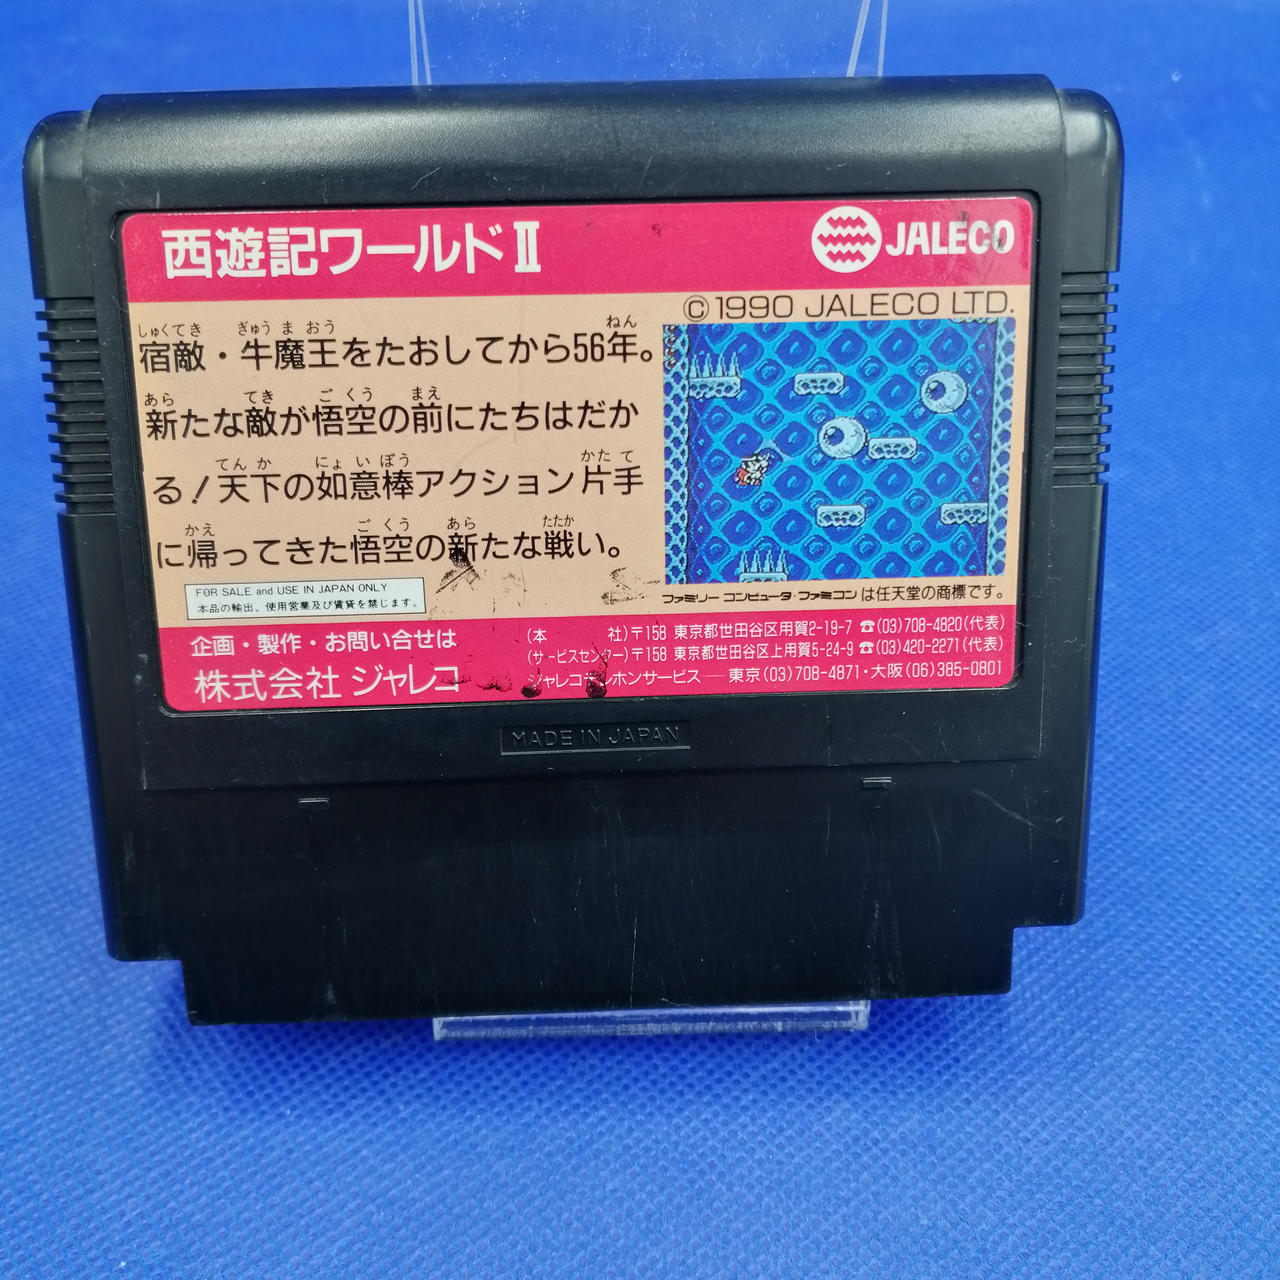 西遊記ワールドⅡ
JALECO
©1990 JALECO LTD.
しゅくてき ぎゅう ま おう ねん
宿敵・牛魔王をたおしてから56年。
あら てき ご くう まえ
新たな敵が悟空の前にたちはだか
てん か にょ い ぼう かた て
る!天下の如意棒アクション片手
かえ ご くう あら たたか
に帰ってきた悟空の新たな戦い。
FOR SALE and USE IN JAPAN ONLY
本品の輸出、使用営業及び賃貸を禁じます。
ファミリー コンピュータ・ファミコン は任天堂の商標です。
企画・製作・お問い合せは
株式会社 ジャレコ
(本 社)〒158 東京都世田谷区用賀2-19-7 ☎(03)708-4820(代表)
(サービスセンター)〒158 東京都世田谷区上用賀5-24-9 ☎(03)420-2271(代表)
ジャレコテレホンサービス — 東京(03)708-4871・大阪(06)385-0801
MADE IN JAPAN